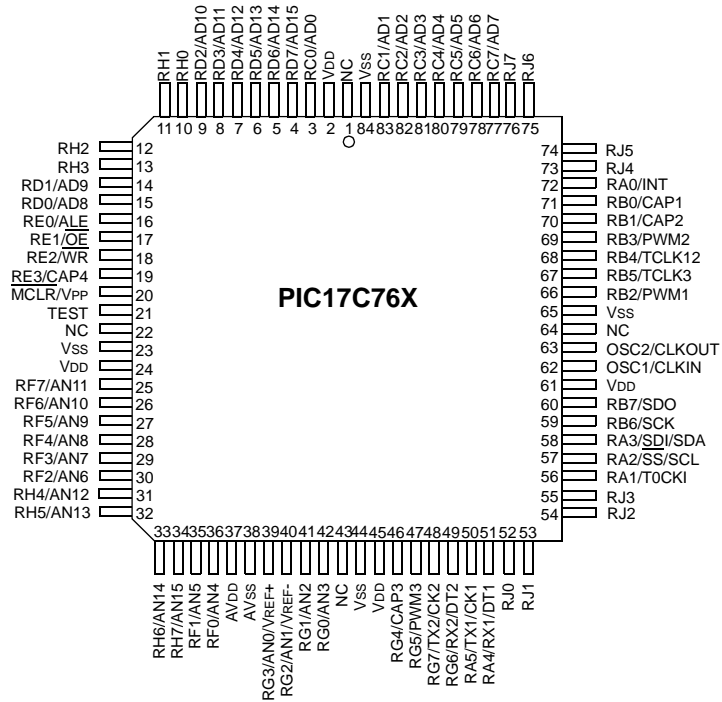 RH1
RH0
RD2/AD10
RD3/AD11
RD4/AD12
RD5/AD13
RD6/AD14
RD7/AD15
RC0/AD0
VDD
NC
VSS
RC1/AD1
RC2/AD2
RC3/AD3
RC4/AD4
RC5/AD5
RC6/AD6
RC7/AD7
RJ7
RJ6
11 10 9 8 7 6 5 4 3 2 1 84 83 82 81 80 79 78 77 76 75
RH2 12
RH3 13
RD1/AD9 14
RD0/AD8 15
RE0/ALE 16
RE1/OE 17
RE2/WR 18
RE3/CAP4 19
MCLR/VPP 20
TEST 21
NC 22
VSS 23
VDD 24
RF7/AN11 25
RF6/AN10 26
RF5/AN9 27
RF4/AN8 28
RF3/AN7 29
RF2/AN6 30
RH4/AN12 31
RH5/AN13 32
PIC17C76X
74 RJ5
73 RJ4
72 RA0/INT
71 RB0/CAP1
70 RB1/CAP2
69 RB3/PWM2
68 RB4/TCLK12
67 RB5/TCLK3
66 RB2/PWM1
65 VSS
64 NC
63 OSC2/CLKOUT
62 OSC1/CLKIN
61 VDD
60 RB7/SDO
59 RB6/SCK
58 RA3/SDI/SDA
57 RA2/SS/SCL
56 RA1/T0CKI
55 RJ3
54 RJ2
33 34 35 36 37 38 39 40 41 42 43 44 45 46 47 48 49 50 51 52 53
RH6/AN14
RH7/AN15
RF1/AN5
RF0/AN4
AVDD
AVSS
RG3/AN0/VREF+
RG2/AN1/VREF-
RG1/AN2
RG0/AN3
NC
VSS
VDD
RG4/CAP3
RG5/PWM3
RG7/TX2/CK2
RG6/RX2/DT2
RA5/TX1/CK1
RA4/RX1/DT1
RJ0
RJ1